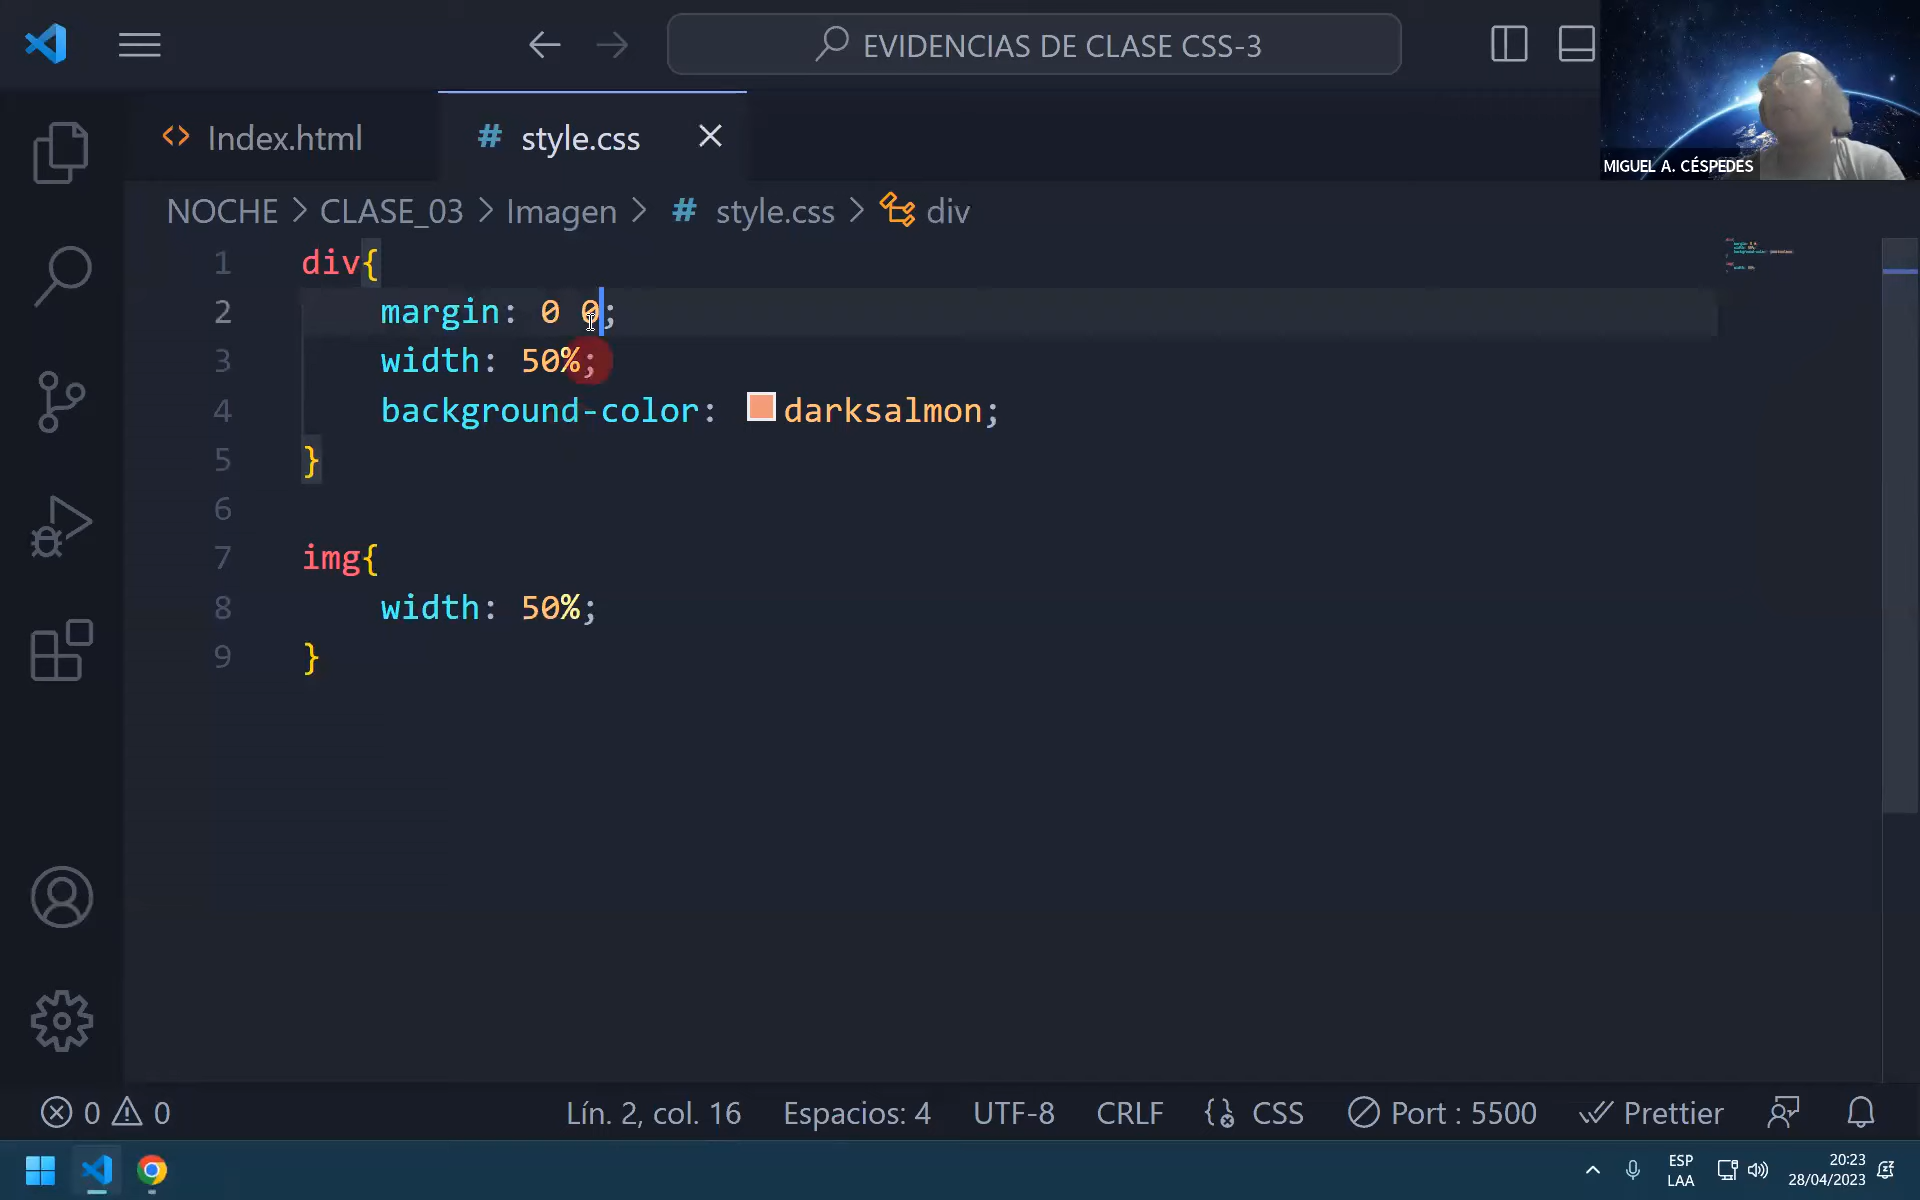 EVIDENCIAS DE CLASE CSS-3
MIGUEL A. CÉSPEDES
Index.html
# style.css
NOCHE > CLASE_03 > Imagen > # style.css > div
1 div{
2 margin: 0 0;
3 width: 50%;
4 background-color: darksalmon;
5 }
6
7 img{
8 width: 50%;
9 }
0 0 Lín. 2, col. 16 Espacios: 4 UTF-8 CRLF CSS Port : 5500 Prettier
ESP
LAA
20:23
28/04/2023